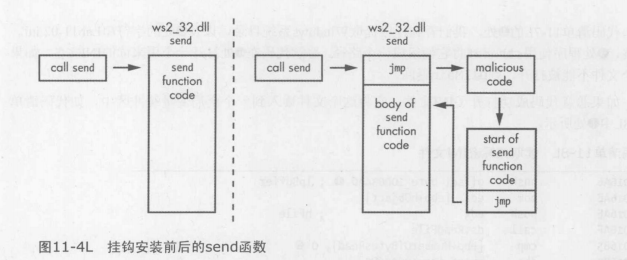 ws2_32.dll
send
call send
send
function
code
ws2_32.dll
send
call send
jmp
body of
send
function
code
malicious
code
start of
send
function
code
jmp
图11-4L 挂钩安装前后的send函数